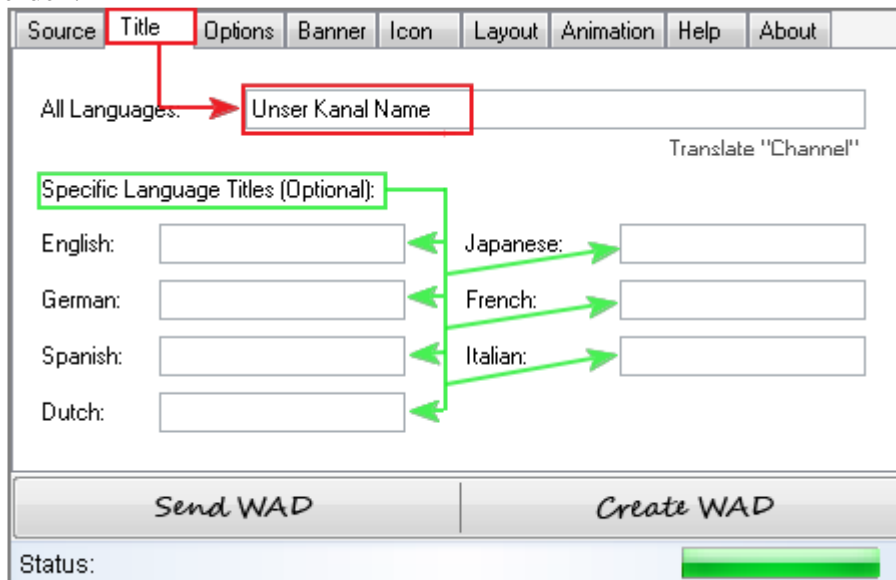 Source Title Options Banner Icon Layout Animation Help About
All Languages: Unser Kanal Name
Translate "Channel"
Specific Language Titles (Optional):
English: Japanese:
German: French:
Spanish: Italian:
Dutch:
Send WAD Create WAD
Status: